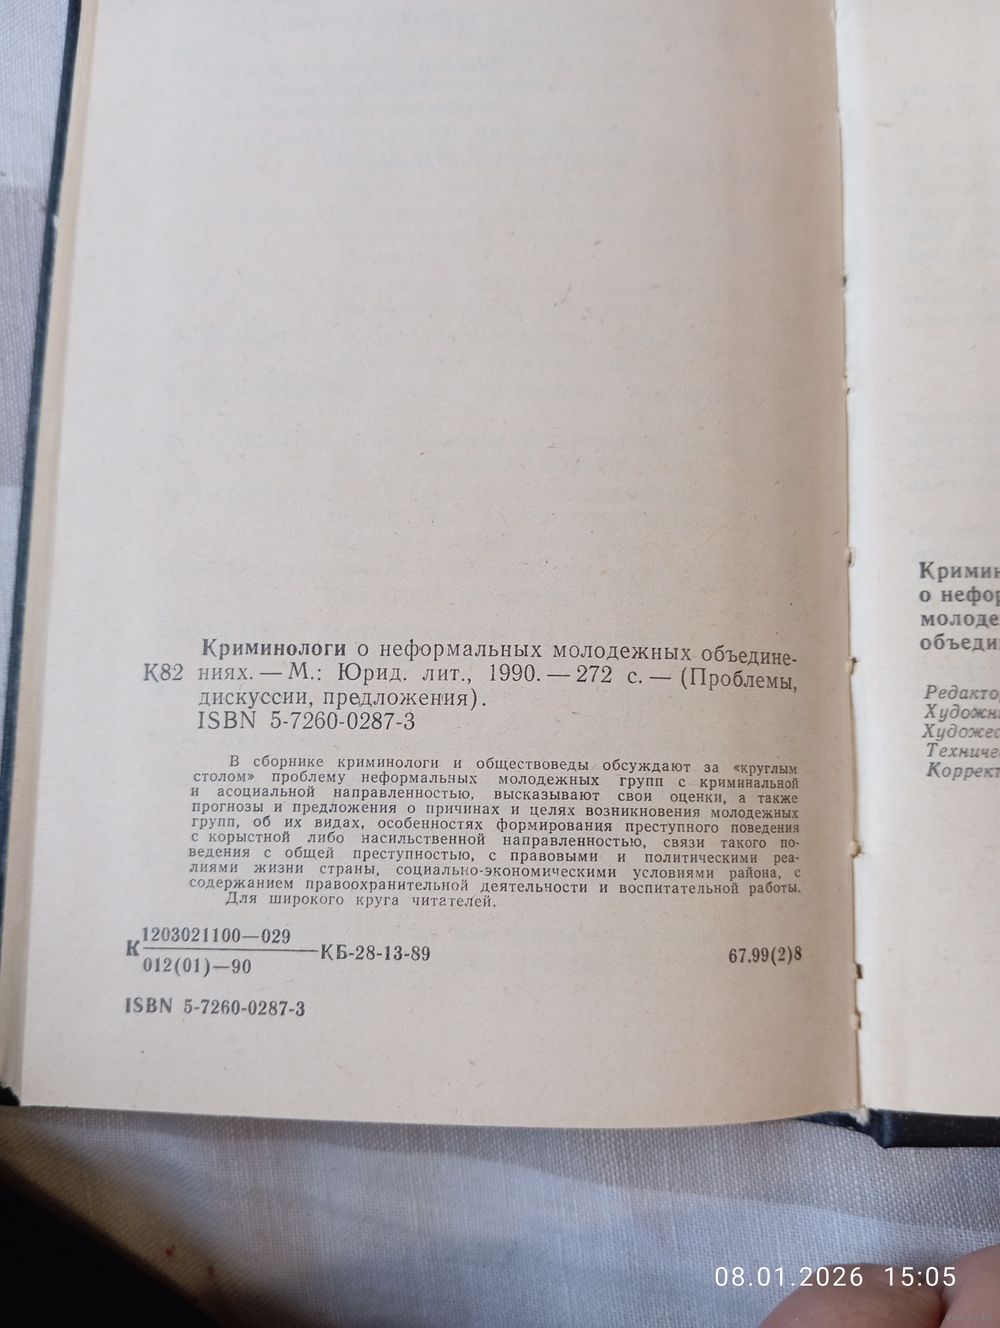 Криминологи о неформальных молодежных объедине-
К82 ниях. — М.: Юрид. лит., 1990. — 272 с. — (Проблемы,
дискуссии, предложения).
ISBN 5-7260-0287-3
В сборнике криминологи и обществоведы обсуждают за «круглым
столом» проблему неформальных молодежных групп с криминальной
и асоциальной направленностью, высказывают свои оценки, а также
прогнозы и предложения о причинах и целях возникновения молодежных
групп, об их видах, особенностях формирования преступного поведения
с корыстной либо насильственной направленностью, связи такого по-
ведения с общей преступностью, с правовыми и политическими реа-
лиями жизни страны, социально-экономическими условиями района, с
содержанием правоохранительной деятельности и воспитательной работы.
Для широкого круга читателей.
К 1203021100—029
012(01)—90
КБ-28-13-89
67.99(2)8
ISBN 5-7260-0287-3
Кримин
о нефор
молоде
объеди
Редакто
Художн
Художес
Техниче
Коррект
08.01.2026 15:05